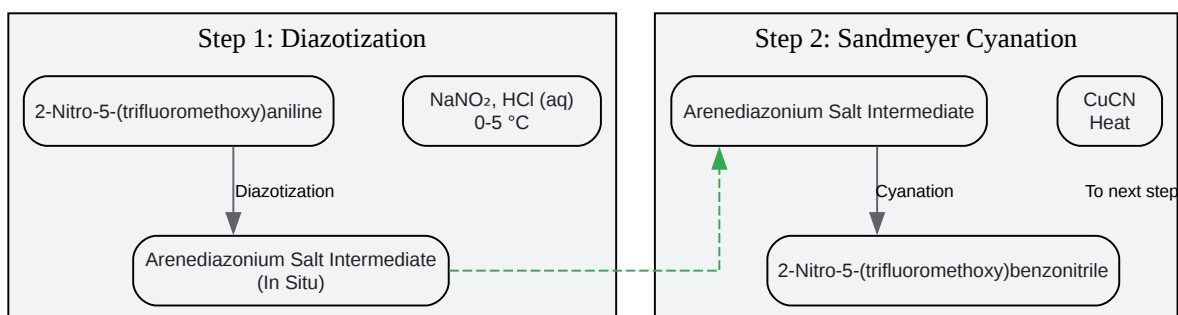 Step 1: Diazotization
2-Nitro-5-(trifluoromethoxy)aniline
NaNO₂, HCl (aq)
0-5 °C
Diazotization
Arenediazonium Salt Intermediate
(In Situ)
Step 2: Sandmeyer Cyanation
Arenediazonium Salt Intermediate
CuCN
Heat
Cyanation
To next step
2-Nitro-5-(trifluoromethoxy)benzonitrile